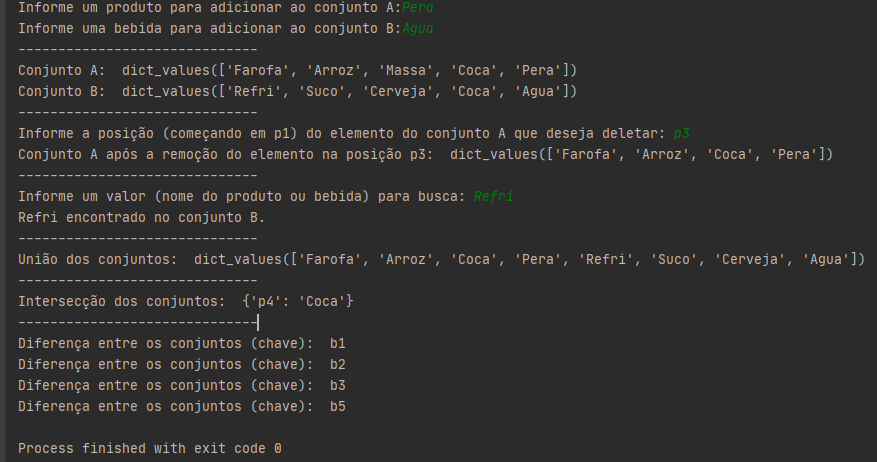 Informe um produto para adicionar ao conjunto A:Pera
Informe uma bebida para adicionar ao conjunto B:Agua
------------------------------
Conjunto A:  dict_values(['Farofa', 'Arroz', 'Massa', 'Coca', 'Pera'])
Conjunto B:  dict_values(['Refri', 'Suco', 'Cerveja', 'Coca', 'Agua'])
------------------------------
Informe a posição (começando em p1) do elemento do conjunto A que deseja deletar: p3
Conjunto A após a remoção do elemento na posição p3:  dict_values(['Farofa', 'Arroz', 'Coca', 'Pera'])
------------------------------
Informe um valor (nome do produto ou bebida) para busca: Refri
Refri encontrado no conjunto B.
------------------------------
União dos conjuntos:  dict_values(['Farofa', 'Arroz', 'Coca', 'Pera', 'Refri', 'Suco', 'Cerveja', 'Agua'])
------------------------------
Intersecção dos conjuntos:  {'p4': 'Coca'}
------------------------------
Diferença entre os conjuntos (chave):  b1
Diferença entre os conjuntos (chave):  b2
Diferença entre os conjuntos (chave):  b3
Diferença entre os conjuntos (chave):  b5
Process finished with exit code 0